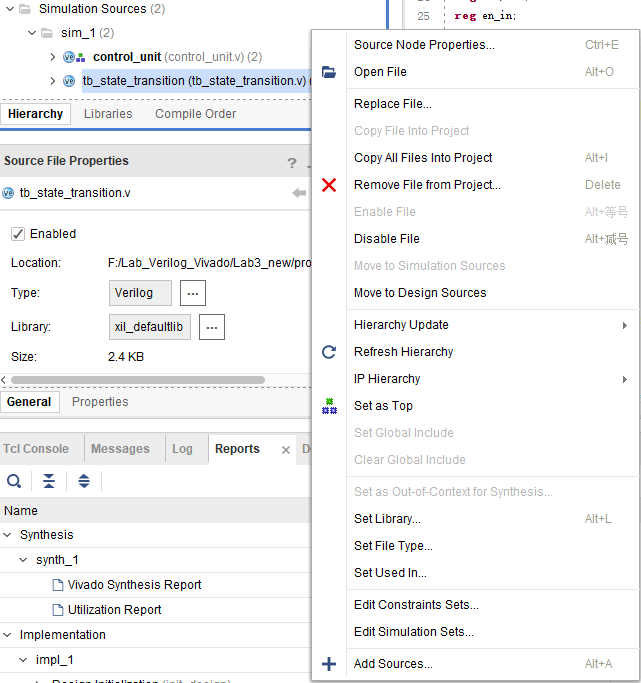 Simulation Sources (2)
sim_1 (2)
control_unit (control_unit.v) (2)
tb_state_transition (tb_state_transition.v) (
Hierarchy Libraries Compile Order
Source File Properties ? _
tb_state_transition.v
Enabled
Location: F:/Lab_Verilog_Vivado/Lab3_new/pro
Type: Verilog ...
Library: xil_defaultlib ...
Size: 2.4 KB
General Properties
Tcl Console Messages Log Reports × D
Name
Synthesis
synth_1
Vivado Synthesis Report
Utilization Report
Implementation
impl_1
Design Initialization (init_design)
25 reg en_in;
Source Node Properties... Ctrl+E
Open File Alt+O
Replace File...
Copy File Into Project
Copy All Files Into Project Alt+I
Remove File from Project... Delete
Enable File Alt+等号
Disable File Alt+减号
Move to Simulation Sources
Move to Design Sources
Hierarchy Update
Refresh Hierarchy
IP Hierarchy
Set as Top
Set Global Include
Clear Global Include
Set as Out-of-Context for Synthesis...
Set Library... Alt+L
Set File Type...
Set Used In...
Edit Constraints Sets...
Edit Simulation Sets...
Add Sources... Alt+A